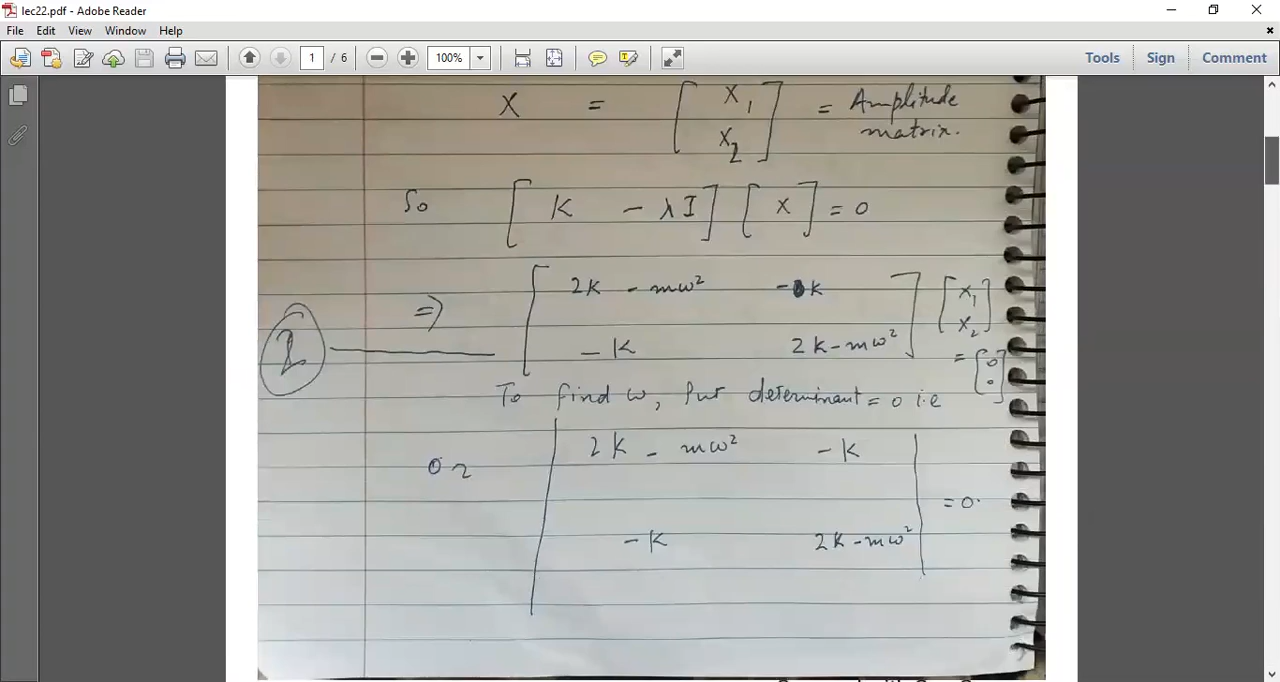 lec22.pdf - Adobe Reader
File Edit View Window Help
1 / 6 100% Tools Sign Comment
X = [ X1 X2 ] = Amplitude matrix.
So [ K - λI ] [ X ] = 0
=> [ 2K - mω² -K
1 -K 2K-mω² ] [ X1 X2 ] = [ 0 0 ]
To find ω, Put determinant = 0 i.e
Or | 2K - mω² -K
-K 2K-mω² | = 0.